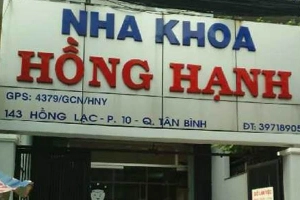 NHA KHOA
HỒNG HẠNH
GPS: 4379/GCN/HNY
143 HỒNG LẠC - P. 10 - Q. TÂN BÌNH ĐT: 39718905